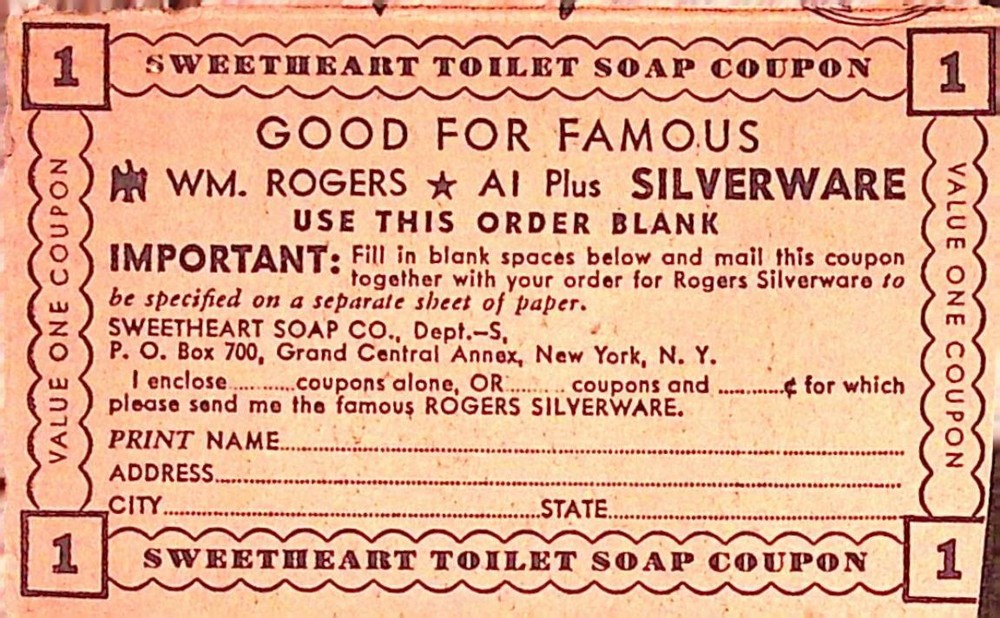 1 SWEETHEART TOILET SOAP COUPON 1
GOOD FOR FAMOUS
WM. ROGERS ★ AI Plus SILVERWARE
USE THIS ORDER BLANK
IMPORTANT: Fill in blank spaces below and mail this coupon
together with your order for Rogers Silverware to
be specified on a separate sheet of paper.
SWEETHEART SOAP CO., Dept.–S,
P. O. Box 700, Grand Central Annex, New York, N. Y.
I enclose..........coupons alone, OR.......... coupons and ..........¢ for which
please send me the famous ROGERS SILVERWARE.
PRINT NAME..........
ADDRESS..........
CITY..........STATE..........
1 SWEETHEART TOILET SOAP COUPON 1
VALUE ONE COUPON
VALUE ONE COUPON